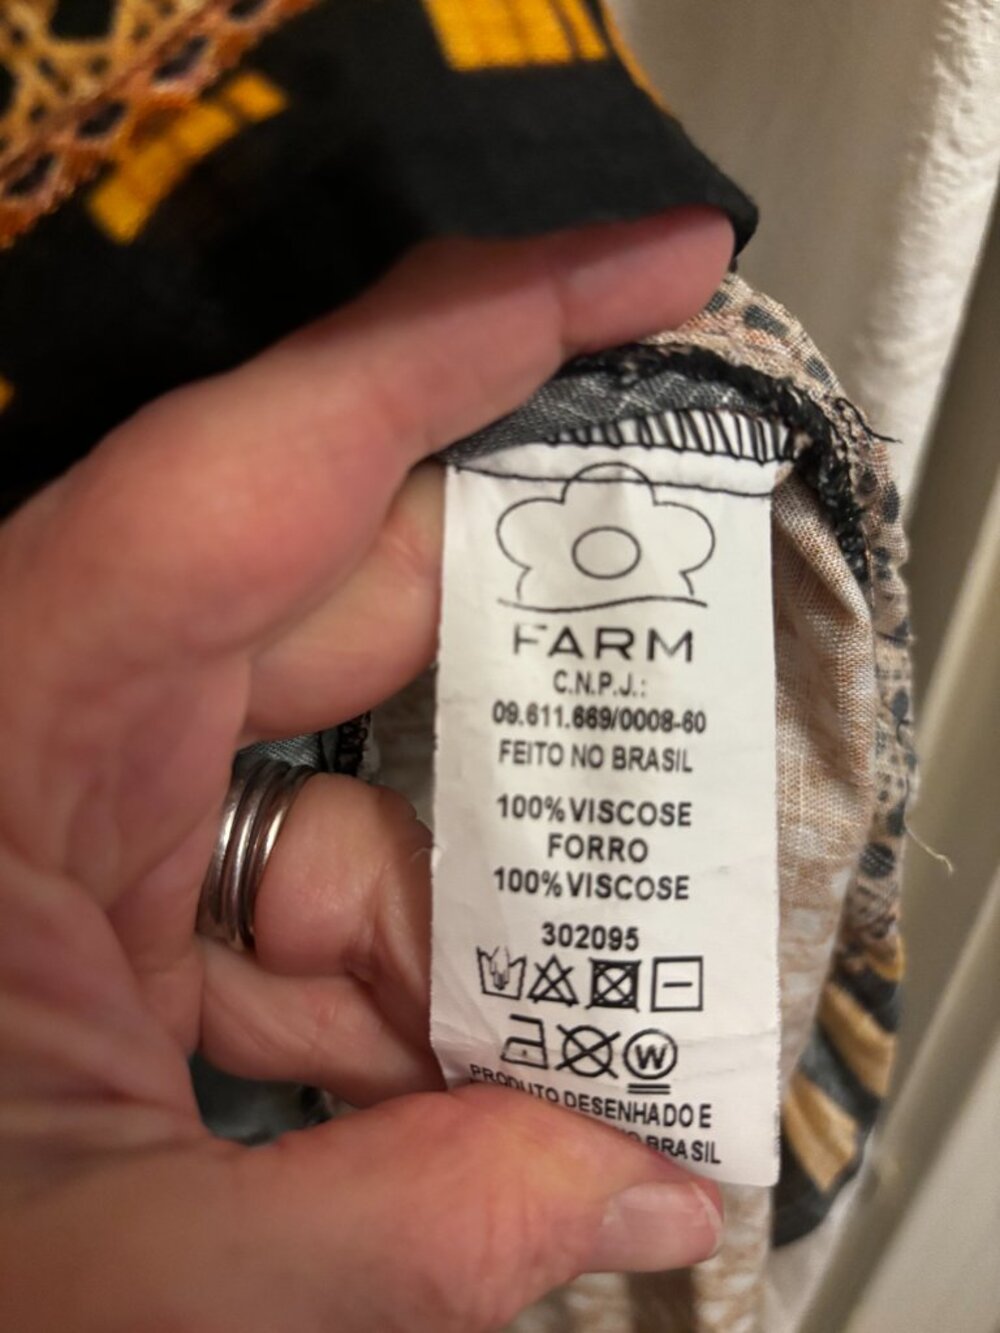 FARM
C.N.P.J.:
09.611.669/0008-60
FEITO NO BRASIL
100% VISCOSE
FORRO
100% VISCOSE
302095
W
PRODUTO DESENHADO E
BRASIL